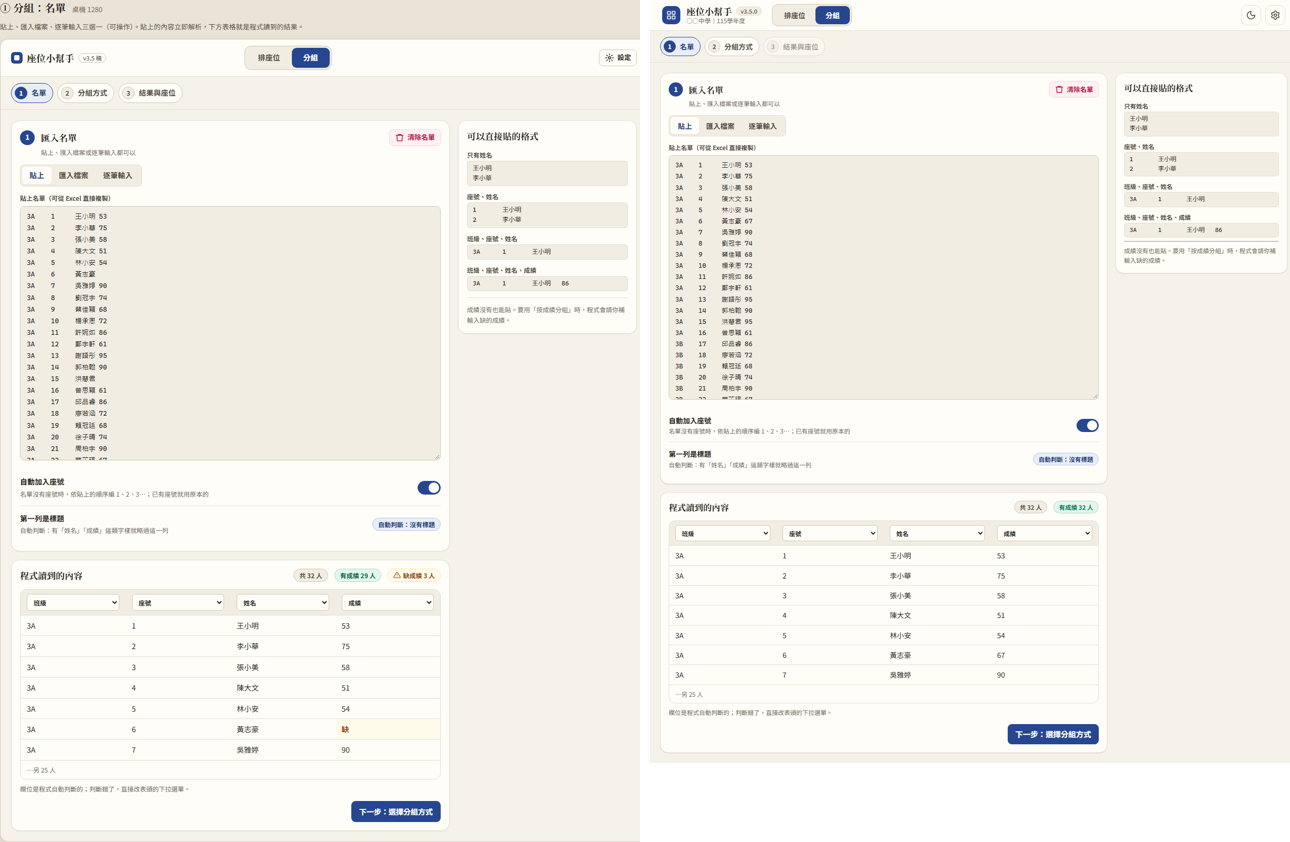 ① 分組：名單 桌機 1280
貼上、匯入檔案、逐筆輸入三選一（可操作）。貼上的內容立即解析，下方表格就是程式讀到的結果。
座位小幫手 v3.5 稿
排座位 分組
設定
1 名單 2 分組方式 3 結果與座位
1 匯入名單
清除名單
貼上、匯入檔案或逐筆輸入都可以
貼上 匯入檔案 逐筆輸入
貼上名單（可從 Excel 直接複製）
3A 1 王小明 53
3A 2 李小華 75
3A 3 張小美 58
3A 4 陳大文 51
3A 5 林小安 54
3A 6 黃志豪
3A 7 吳雅婷 90
3A 8 劉冠宇 74
3A 9 蔡佳穎 68
3A 10 楊承恩 72
3A 11 許婉如 86
3A 12 鄭宇軒 61
3A 13 謝鎧彤 95
3A 14 郭柏聰 90
3A 15 洪慧君
3A 16 曾思穎 61
3A 17 邱品睿 86
3A 18 廖苡涵 72
3A 19 賴冠廷 68
3A 20 徐子晴 74
3A 21 周柏宇 90
自動加入座號
名單沒有座號時，依貼上的順序編 1、2、3…；已有座號就用原本的
第一列是標題
自動判斷：有「姓名」「成績」這類字樣就略過這一列
自動判斷：沒有標題
程式讀到的內容
共 32 人 有成績 29 人 缺成績 3 人
班級 座號 姓名 成績
3A 1 王小明 53
3A 2 李小華 75
3A 3 張小美 58
3A 4 陳大文 51
3A 5 林小安 54
3A 6 黃志豪 缺
3A 7 吳雅婷 90
⋯另 25 人
欄位是程式自動判斷的；判斷錯了，直接改表頭的下拉選單。
下一步：選擇分組方式
可以直接貼的格式
只有姓名
王小明
李小華
座號、姓名
1 王小明
2 李小華
班級、座號、姓名
3A 1 王小明
班級、座號、姓名、成績
3A 1 王小明 86
成績沒有也能貼。要用「按成績分組」時，程式會請你補
輸入缺的成績。
座位小幫手 v3.5.0
○○中學｜115學年度
排座位 分組
1 名單 2 分組方式 3 結果與座位
1 匯入名單
清除名單
貼上、匯入檔案或逐筆輸入都可以
貼上 匯入檔案 逐筆輸入
貼上名單（可從 Excel 直接複製）
3A 1 王小明 53
3A 2 李小華 75
3A 3 張小美 58
3A 4 陳大文 51
3A 5 林小安 54
3A 6 黃志豪 67
3A 7 吳雅婷 90
3A 8 劉冠宇 74
3A 9 蔡佳穎 68
3A 10 楊承恩 72
3A 11 許婉如 86
3A 12 鄭宇軒 61
3A 13 謝鎧彤 95
3A 14 郭柏聰 90
3A 15 洪慧君 95
3A 16 曾思穎 61
3B 17 邱品睿 86
3B 18 廖苡涵 72
3B 19 賴冠廷 68
3B 20 徐子晴 74
3B 21 周柏宇 90
自動加入座號
名單沒有座號時，依貼上的順序編 1、2、3…；已有座號就用原本的
第一列是標題
自動判斷：有「姓名」「成績」這類字樣就略過這一列
自動判斷：沒有標題
程式讀到的內容
共 32 人 有成績 32 人
班級 座號 姓名 成績
3A 1 王小明 53
3A 2 李小華 75
3A 3 張小美 58
3A 4 陳大文 51
3A 5 林小安 54
3A 6 黃志豪 67
3A 7 吳雅婷 90
⋯另 25 人
欄位是程式自動判斷的；判斷錯了，直接改表頭的下拉選單。
下一步：選擇分組方式
可以直接貼的格式
只有姓名
王小明
李小華
座號、姓名
1 王小明
2 李小華
班級、座號、姓名
3A 1 王小明
班級、座號、姓名、成績
3A 1 王小明 86
成績沒有也能貼。要用「按成績分組」時，程式會請你補
輸入缺的成績。